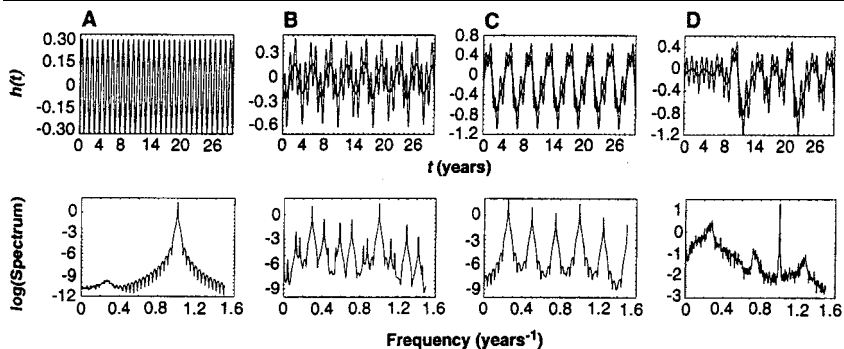 A B C D
h(t)
0.30 0.15 0 -0.15 -0.30
0.3 0 -0.3 -0.6
0.8 0.4 0 -0.4 -0.8 -1.2
0.4 0 -0.4 -0.8 -1.2
0 4 8 14 20 26
0 4 8 14 20 26
0 4 8 14 20 26
0 4 8 14 20 26
t (years)
log(Spectrum)
0 -3 -6 -9 -12
0 -3 -6 -9
0 -3 -6 -9
1 0 -1 -2 -3
0 0.4 0.8 1.2 1.6
0 0.4 0.8 1.2 1.6
0 0.4 0.8 1.2 1.6
0 0.4 0.8 1.2 1.6
Frequency (years-1)